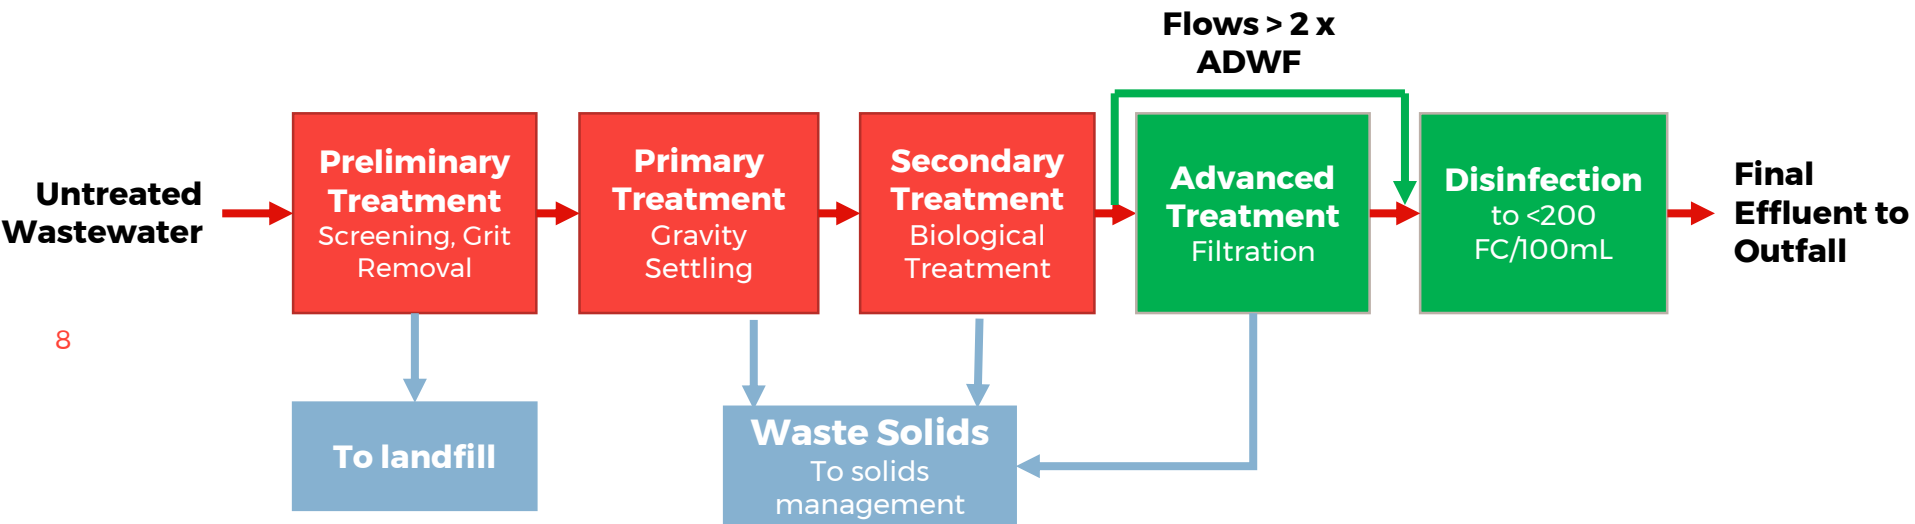 Flows > 2 x
ADWF
Untreated
Wastewater
Preliminary
Treatment
Screening, Grit
Removal
Primary
Treatment
Gravity
Settling
Secondary
Treatment
Biological
Treatment
Advanced
Treatment
Filtration
Disinfection
to <200
FC/100mL
Final
Effluent to
Outfall
8
To landfill
Waste Solids
To solids
management